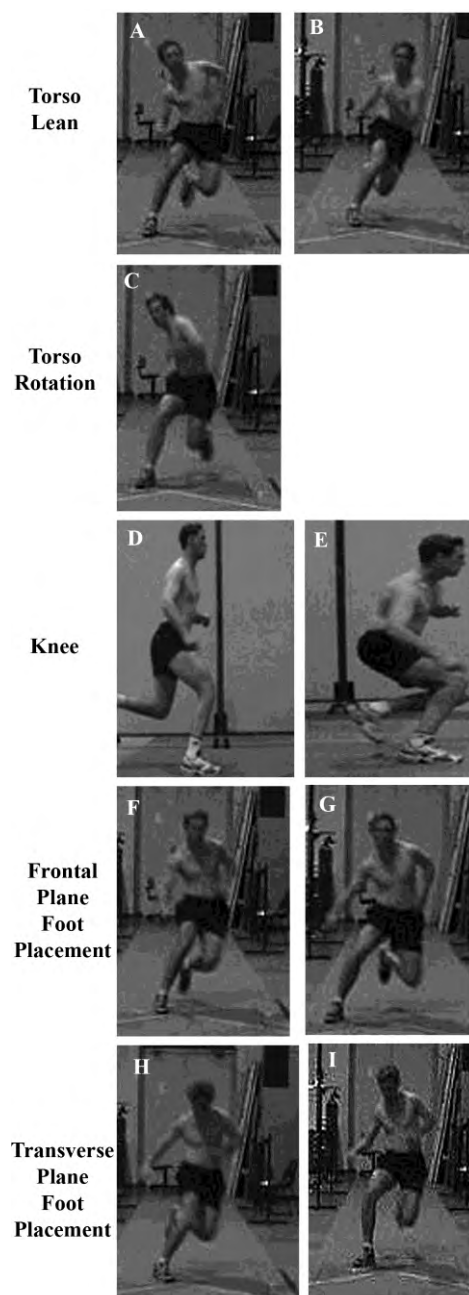 A
B
Torso
Lean
C
Torso
Rotation
D
E
Knee
F
G
Frontal
Plane
Foot
Placement
H
I
Transverse
Plane
Foot
Placement